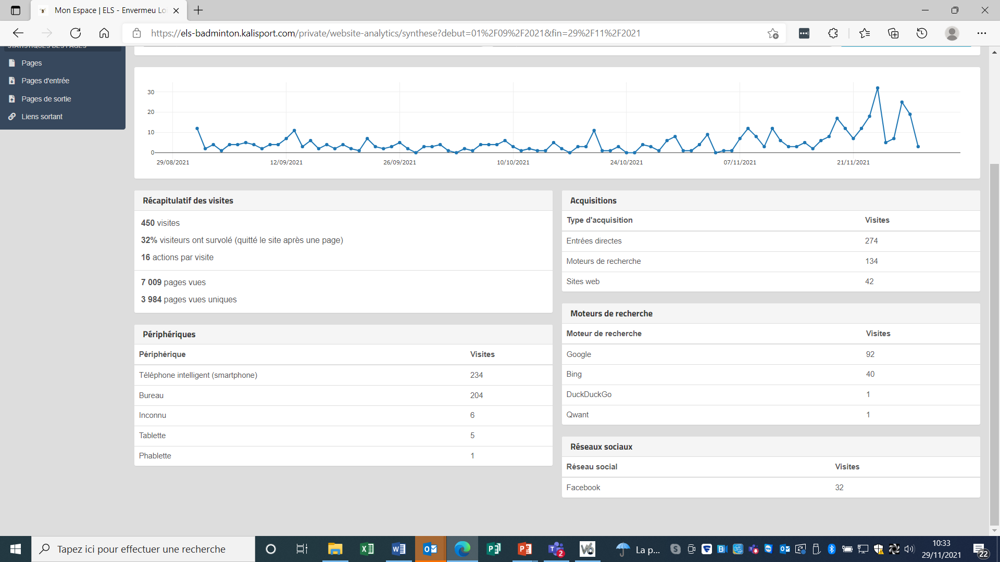 Mon Espace | ELS - Envermeu Lo
https://els-badminton.kalisport.com/private/website-analytics/synthese?debut=01%2F09%2F2021&fin=29%2F11%2F2021
STATISTIQUES DES PAGES
Pages
Pages d'entrée
Pages de sortie
Liens sortant
30
20
10
0
29/08/2021 12/09/2021 26/09/2021 10/10/2021 24/10/2021 07/11/2021 21/11/2021
Récapitulatif des visites
450 visites
32% visiteurs ont survolé (quitté le site après une page)
16 actions par visite
7 009 pages vues
3 984 pages vues uniques
Périphériques
Périphérique Visites
Téléphone intelligent (smartphone) 234
Bureau 204
Inconnu 6
Tablette 5
Phablette 1
Acquisitions
Type d'acquisition Visites
Entrées directes 274
Moteurs de recherche 134
Sites web 42
Moteurs de recherche
Moteur de recherche Visites
Google 92
Bing 40
DuckDuckGo 1
Qwant 1
Réseaux sociaux
Réseau social Visites
Facebook 32
Tapez ici pour effectuer une recherche
La p...
10:33
29/11/2021
22